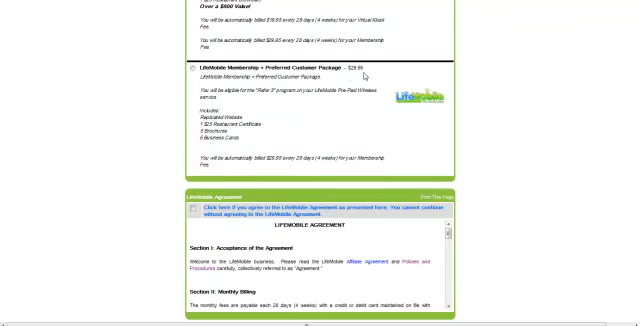 Over a $800 Value!
You will be automatically billed $19.95 every 28 days (4 weeks) for your Virtual Kiosk
Fee.
You will be automatically billed $29.95 every 28 days (4 weeks) for your Membership
Fee.
LifeMobile Membership + Preferred Customer Package - $29.95
LifeMobile Membership + Preferred Customer Package.
You will be eligible for the "Refer 3" program on your LifeMobile Pre-Paid Wireless
service
LifeMobile
Includes:
Replicated Website
1 $25 Restaurant Certificate
5 Brochures
5 Business Cards
You will be automatically billed $29.95 every 28 days (4 weeks) for your Membership
Fee.
LifeMobile Agreement
Print This Page
Click here if you agree to the LifeMobile Agreement as presented here. You cannot continue
without agreeing to the LifeMobile Agreement.
LIFEMOBILE AGREEMENT
Section I: Acceptance of the Agreement
Welcome to the LifeMobile business. Please read the LifeMobile Affiliate Agreement and Policies and
Procedures carefully, collectively referred to as "Agreement."
Section II: Monthly Billing
The monthly fees are payable each 28 days (4 weeks) with a credit or debit card maintained on file with